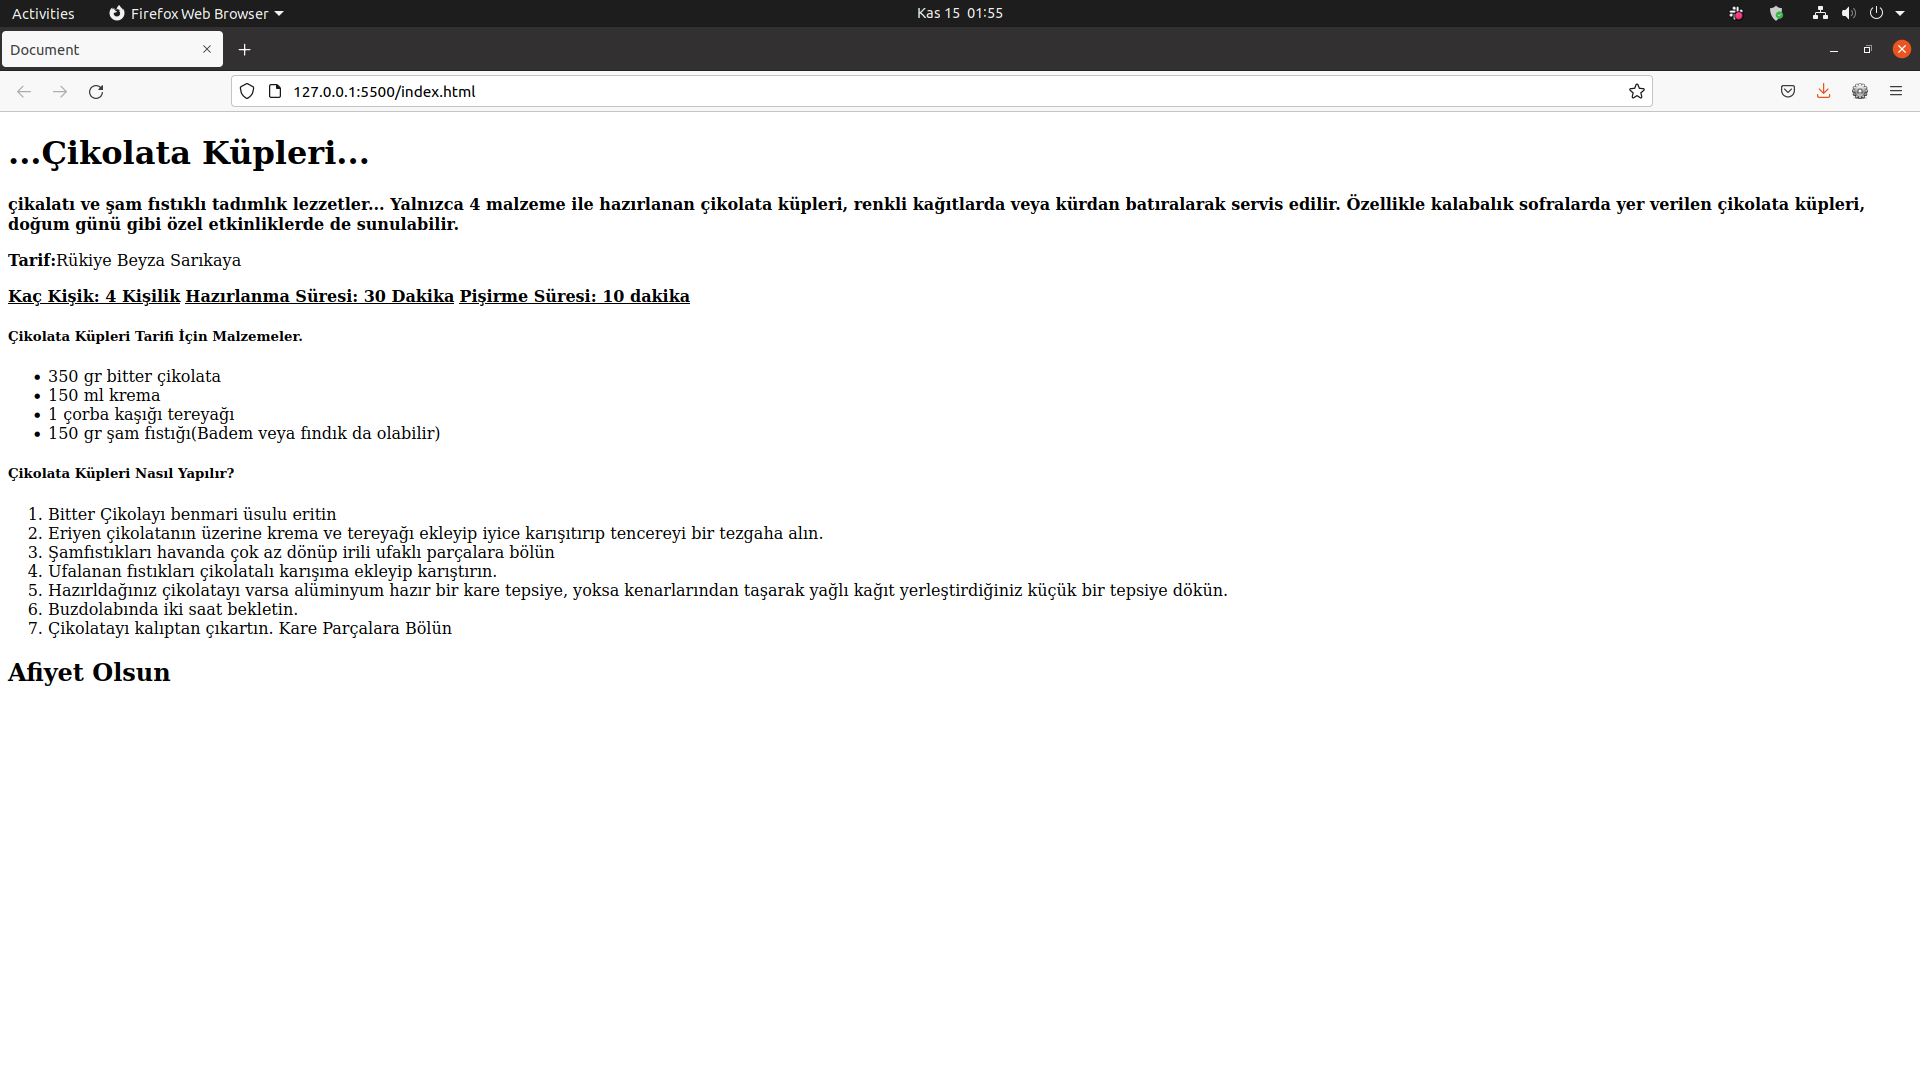 Activities
Firefox Web Browser
Kas 15 01:55
Document
127.0.0.1:5500/index.html
...Çikolata Küpleri...
çikalatı ve şam fıstıklı tadımlık lezzetler... Yalnızca 4 malzeme ile hazırlanan çikolata küpleri, renkli kağıtlarda veya kürdan batıralarak servis edilir. Özellikle kalabalık sofralarda yer verilen çikolata küpleri,
doğum günü gibi özel etkinliklerde de sunulabilir.
Tarif:Rükiye Beyza Sarıkaya
Kaç Kişik: 4 Kişilik Hazırlanma Süresi: 30 Dakika Pişirme Süresi: 10 dakika
Çikolata Küpleri Tarifi İçin Malzemeler.
• 350 gr bitter çikolata
• 150 ml krema
• 1 çorba kaşığı tereyağı
• 150 gr şam fıstığı(Badem veya fındık da olabilir)
Çikolata Küpleri Nasıl Yapılır?
1. Bitter Çikolayı benmari üsulu eritin
2. Eriyen çikolatanın üzerine krema ve tereyağı ekleyip iyice karışıtırıp tencereyi bir tezgaha alın.
3. Şamfıstıkları havanda çok az dönüp irili ufaklı parçalara bölün
4. Ufalanan fıstıkları çikolatalı karışıma ekleyip karıştırın.
5. Hazırldağınız çikolatayı varsa alüminyum hazır bir kare tepsiye, yoksa kenarlarından taşarak yağlı kağıt yerleştirdiğiniz küçük bir tepsiye dökün.
6. Buzdolabında iki saat bekletin.
7. Çikolatayı kalıptan çıkartın. Kare Parçalara Bölün
Afiyet Olsun